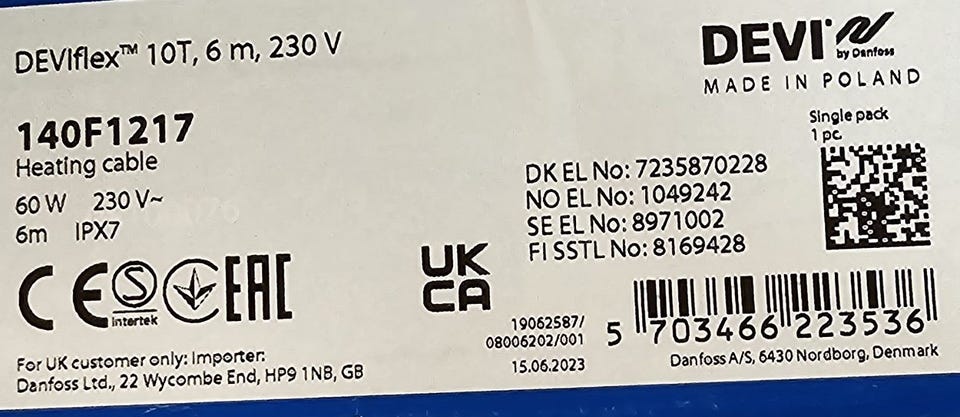 DEVIflex™ 10T, 6 m, 230 V
DEVI by Danfoss
MADE IN POLAND
140F1217
Heating cable
60 W 230 V~
6m IPX7
Single pack
1 pc.
DK EL No: 7235870228
NO EL No: 1049242
SE EL No: 8971002
FI SSTL No: 8169428
CE
S
Intertek
EAC
UK
CA
19062587/
08006202/001
15.06.2023
5 703466 223536
Danfoss A/S, 6430 Nordborg, Denmark
For UK customer only: Importer:
Danfoss Ltd., 22 Wycombe End, HP9 1NB, GB